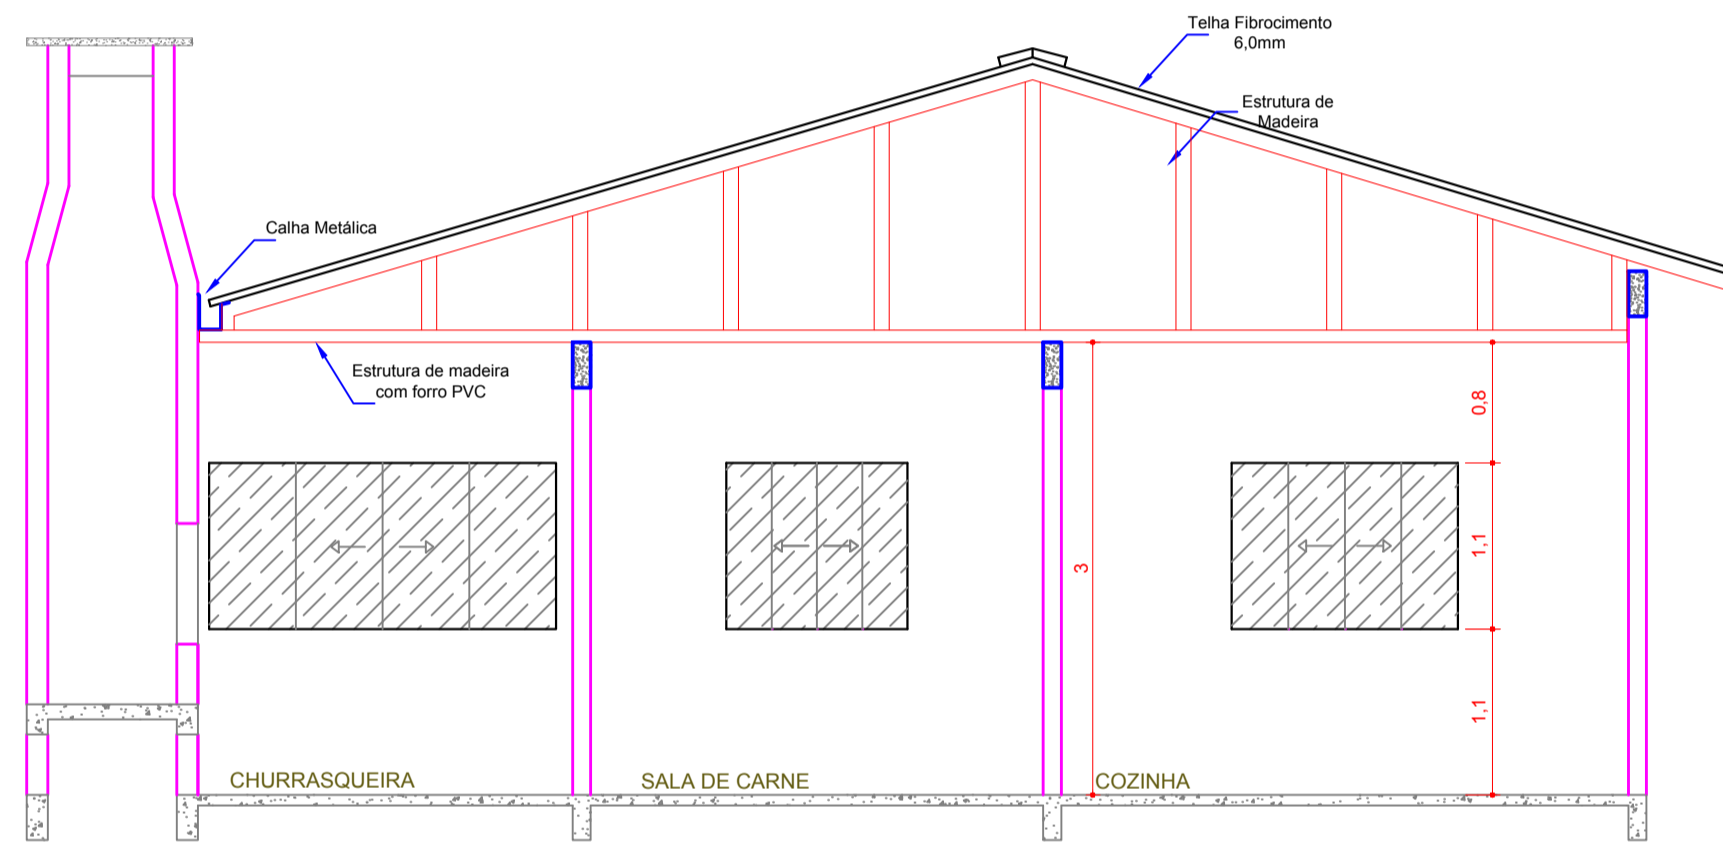 Telha Fibrocimento
6,0mm
Estrutura de
Madeira
Calha Metálica
Estrutura de madeira
com forro PVC
0,8
1,1
3
1,1
CHURRASQUEIRA
SALA DE CARNE
COZINHA